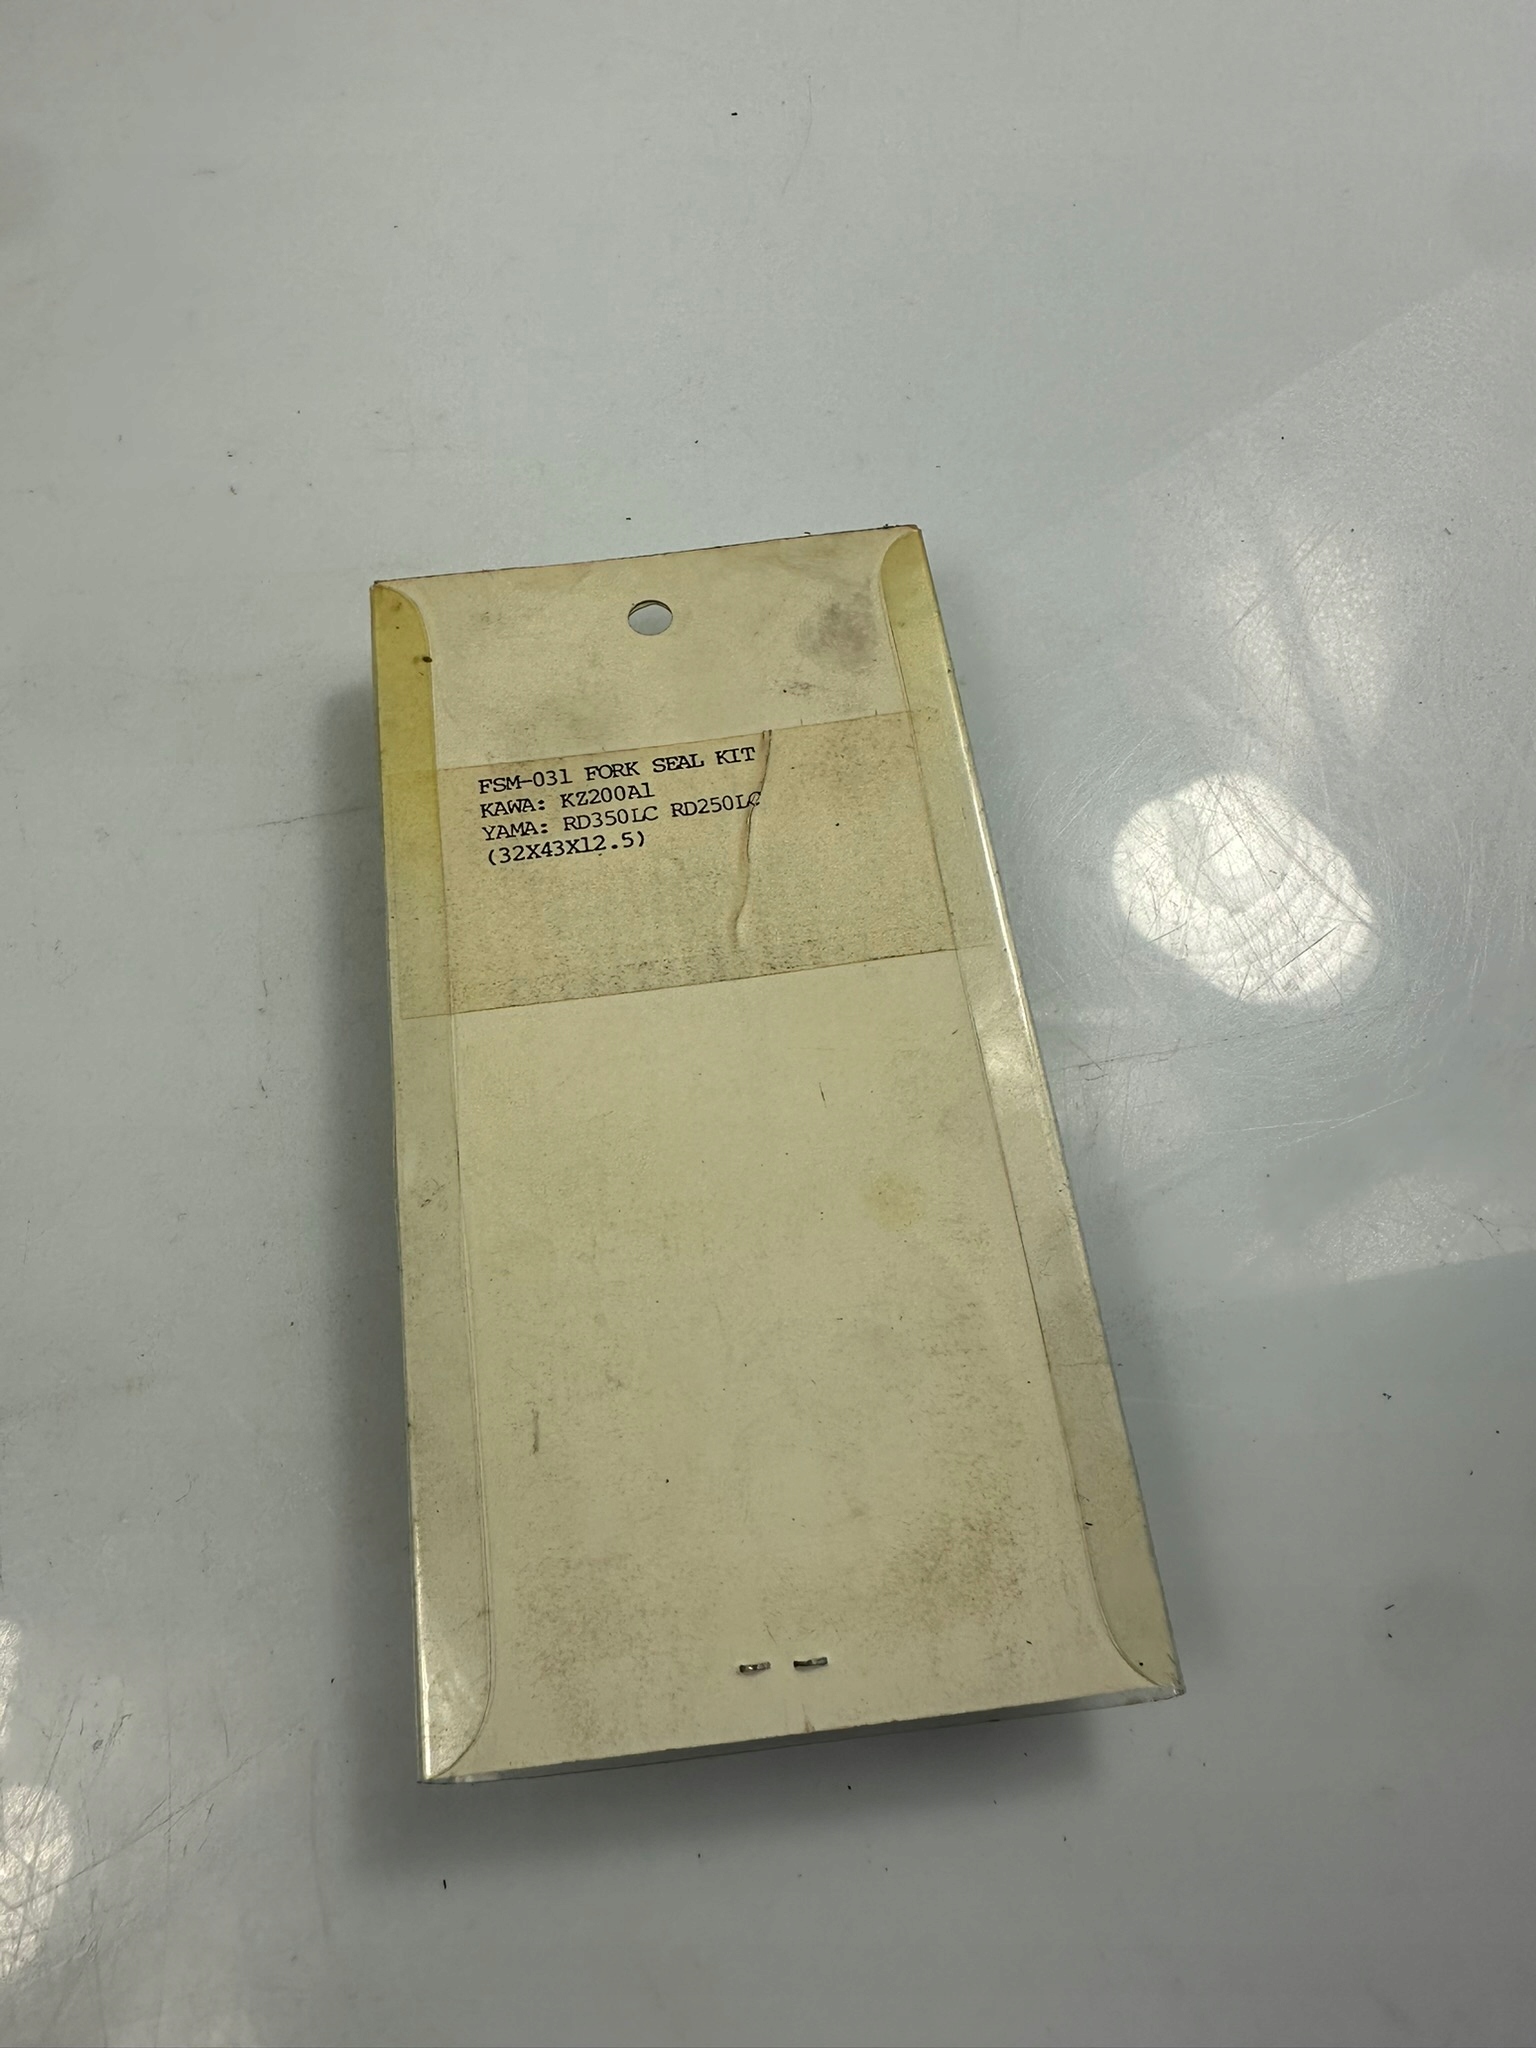 FSM-031 FORK SEAL KIT
KAWA: KZ200A1
YAMA: RD350LC RD250LC
(32X43X12.5)